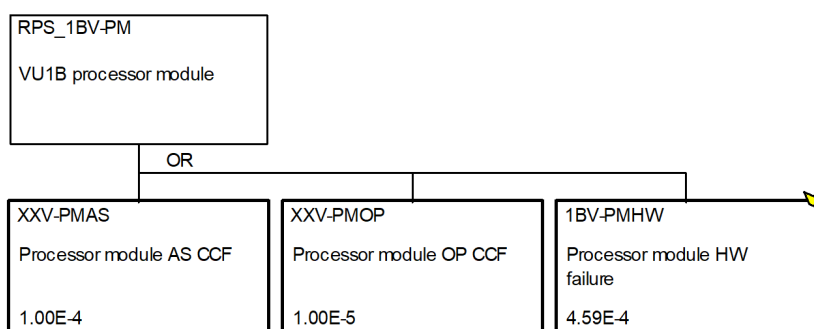 RPS_1BV-PM
VU1B processor module
OR
XXV-PMAS
Processor module AS CCF
1.00E-4
XXV-PMOP
Processor module OP CCF
1.00E-5
1BV-PMHW
Processor module HW
failure
4.59E-4